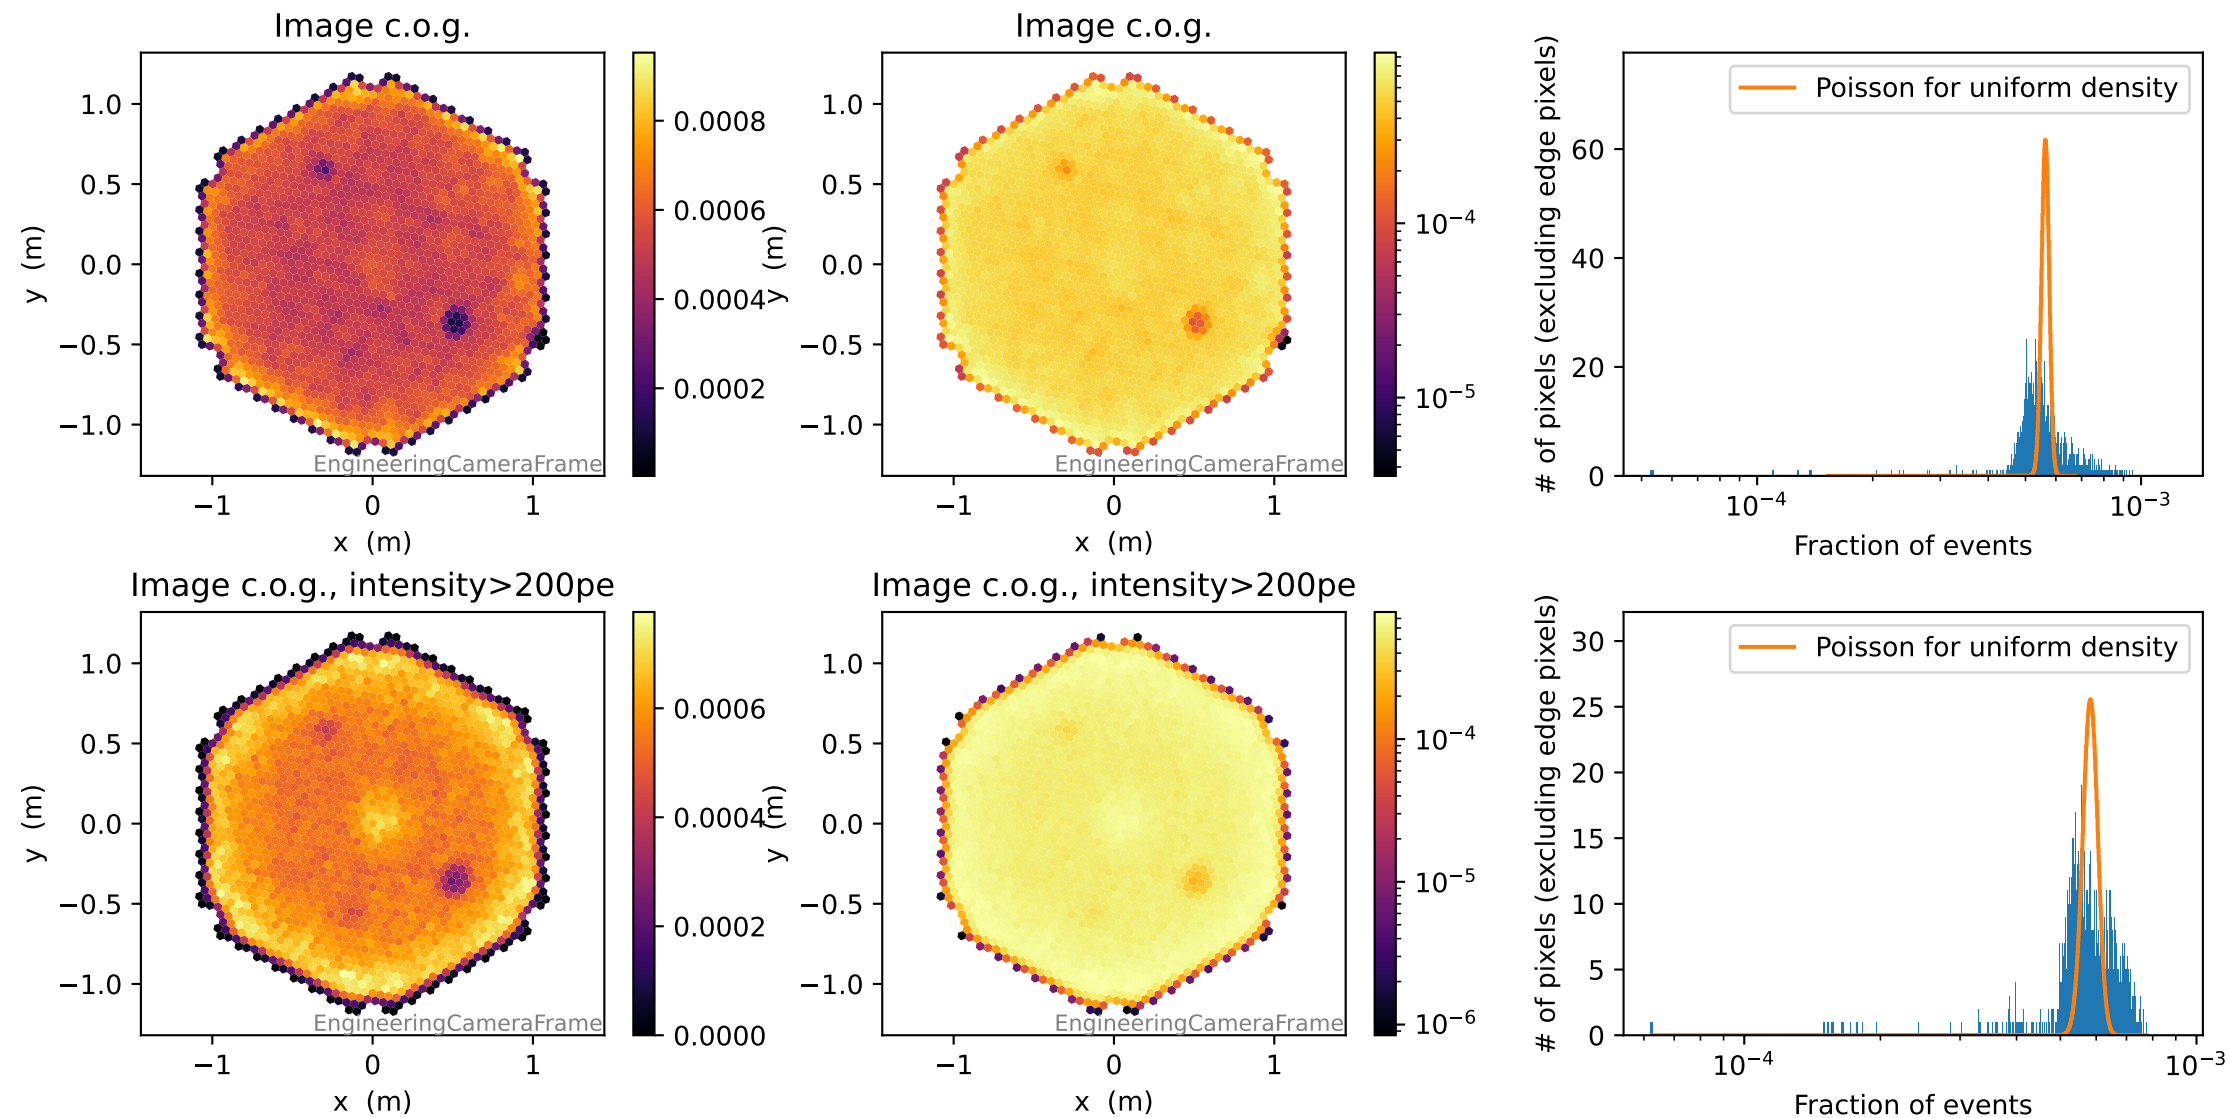 Image c.o.g.
1.0
0.5
0.0
−0.5
−1.0
y (m)
−1
0
1
x (m)
EngineeringCameraFrame
0.0008
0.0006
0.0004
0.0002
Image c.o.g.
1.0
0.5
0.0
−0.5
−1.0
y (m)
−1
0
1
x (m)
EngineeringCameraFrame
10⁻⁴
10⁻⁵
Poisson for uniform density
# of pixels (excluding edge pixels)
60
40
20
0
10⁻⁴
10⁻³
Fraction of events
Image c.o.g., intensity>200pe
1.0
0.5
0.0
−0.5
−1.0
y (m)
−1
0
1
x (m)
EngineeringCameraFrame
0.0006
0.0004
0.0002
0.0000
Image c.o.g., intensity>200pe
1.0
0.5
0.0
−0.5
−1.0
y (m)
−1
0
1
x (m)
EngineeringCameraFrame
10⁻⁴
10⁻⁵
10⁻⁶
Poisson for uniform density
# of pixels (excluding edge pixels)
30
25
20
15
10
5
0
10⁻⁴
10⁻³
Fraction of events